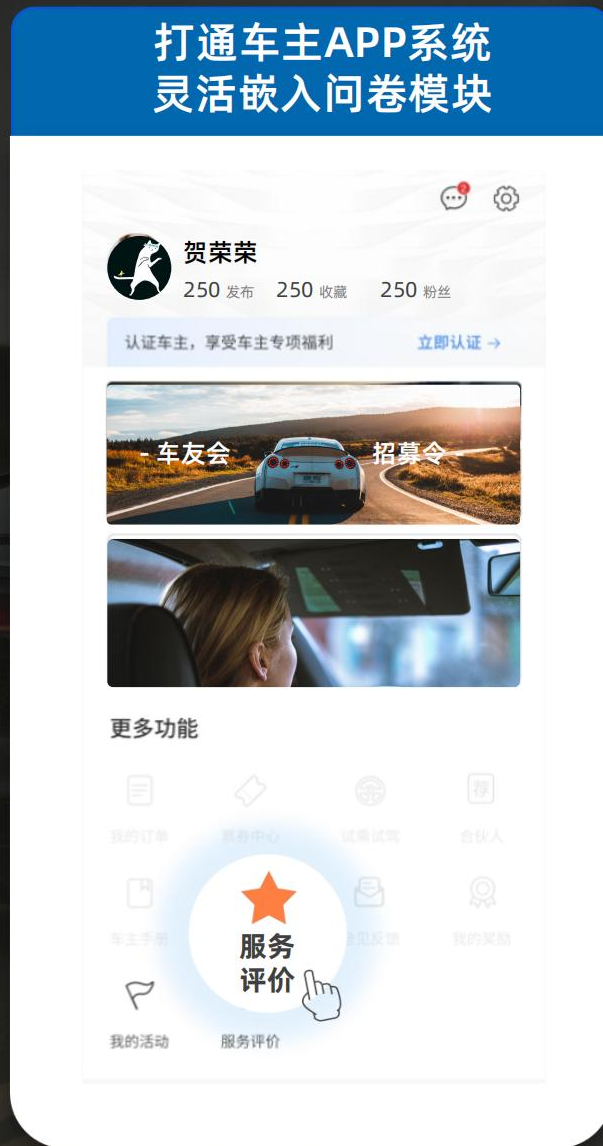 打通车主APP系统
灵活嵌入问卷模块
2
贺荣荣
250 发布 250 收藏 250 粉丝
认证车主，享受车主专项福利 立即认证 →
- 车友会 招募令 -
更多功能
荐
我的订单 票券中心 试乘试驾 合伙人
车主手册 意见反馈 我的奖励
服务
评价
我的活动 服务评价